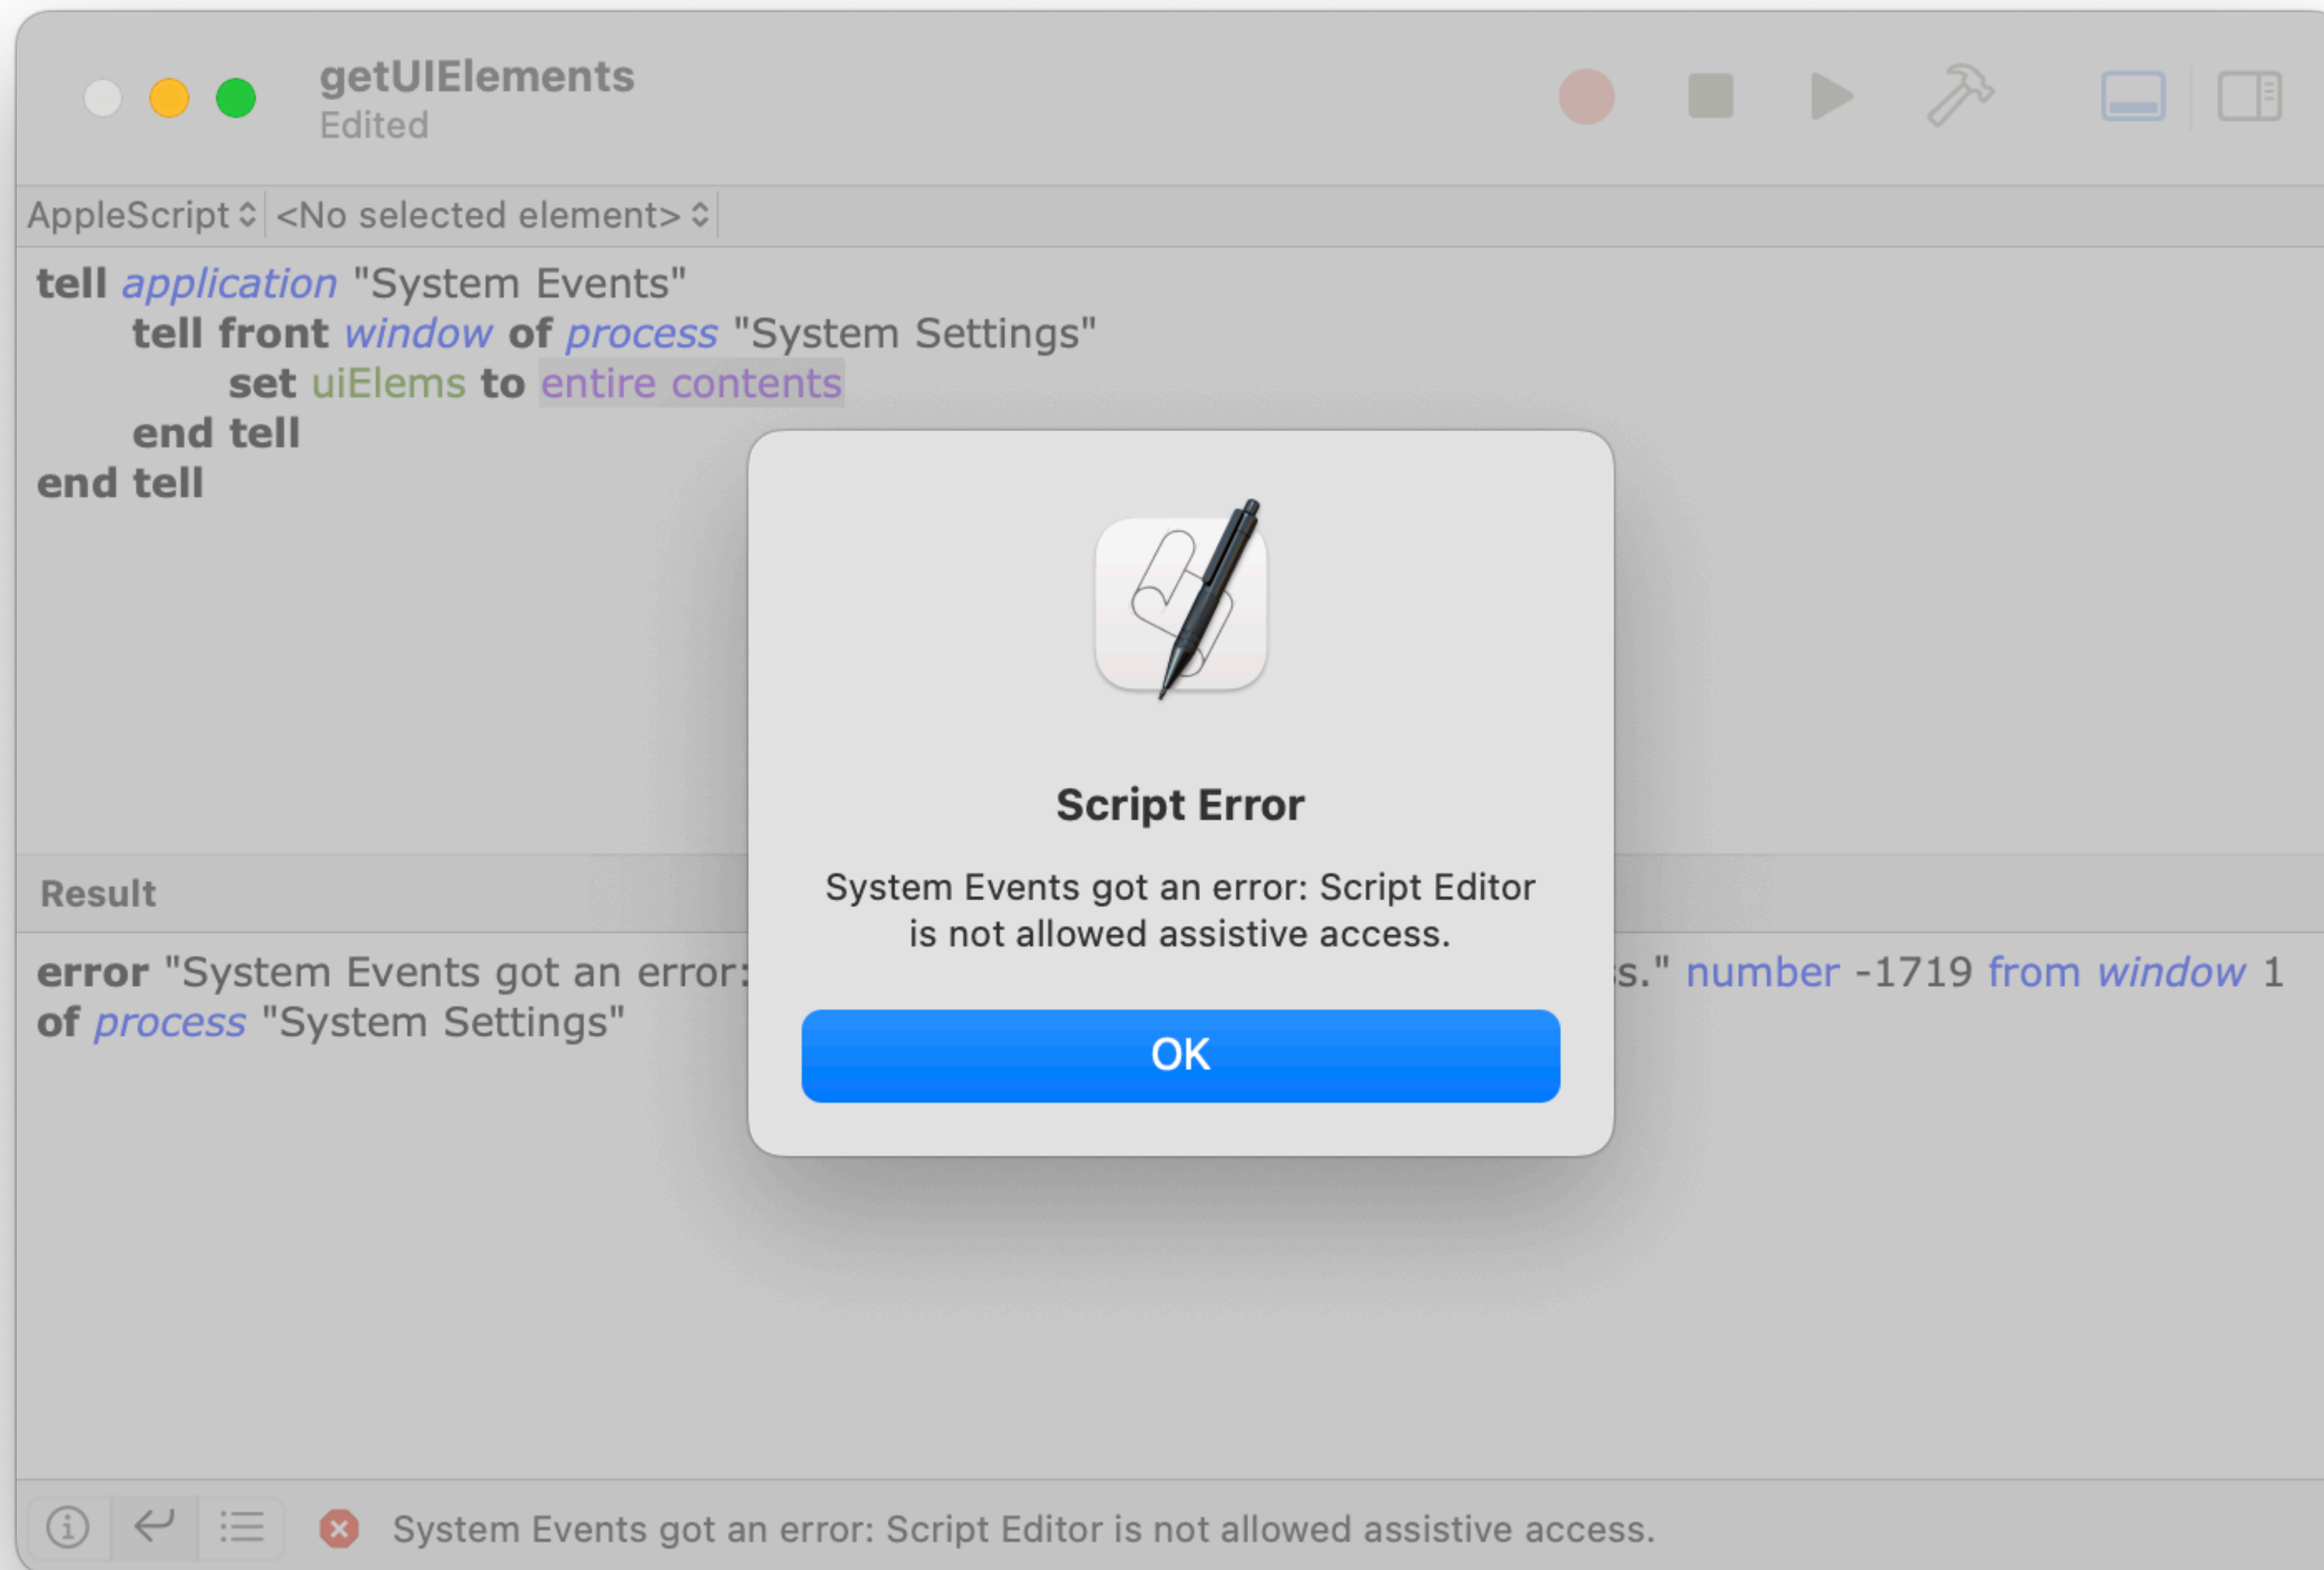 getUIElements
Edited
AppleScript <No selected element>
tell application "System Events"
tell front window of process "System Settings"
set uiElems to entire contents
end tell
end tell
Script Error
System Events got an error: Script Editor
is not allowed assistive access.
OK
Result
error "System Events got an error: s." number -1719 from window 1
of process "System Settings"
System Events got an error: Script Editor is not allowed assistive access.